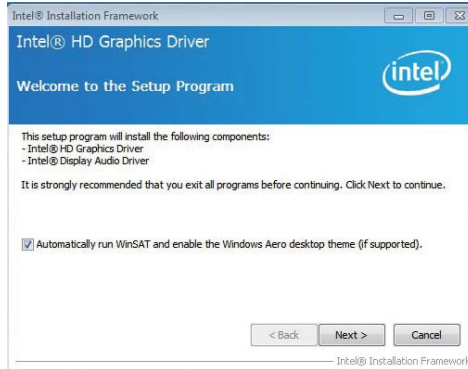 Intel® Installation Framework
Intel® HD Graphics Driver
intel
Welcome to the Setup Program
This setup program will install the following components:
- Intel® HD Graphics Driver
- Intel® Display Audio Driver
It is strongly recommended that you exit all programs before continuing. Click Next to continue.
Automatically run WinSAT and enable the Windows Aero desktop theme (if supported).
< Back Next > Cancel
Intel® Installation Framework